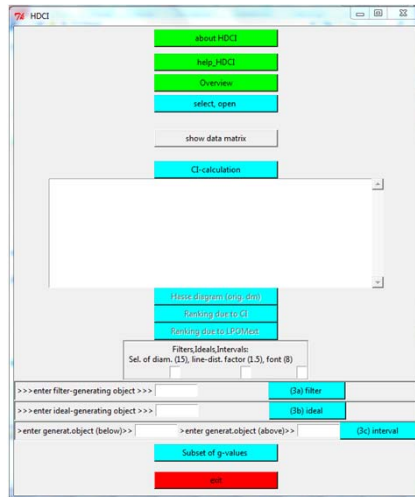 HDCI
about HDCI
help_HDCI
Overview
select, open
show data matrix
CI-calculation
Hasse diagram (orig. dm)
Ranking due to CI
Ranking due to LPOMext
Filters,Ideals,Intervals:
Sel. of diam. (15), line-dist. factor (1.5), font (8)
>>>enter filter-generating object >>> (3a) filter
>>>enter ideal-generating object>>> (3b) ideal
>enter generat.object (below)>> >enter generat.object (above)>> (3c) interval
Subset of g-values
exit